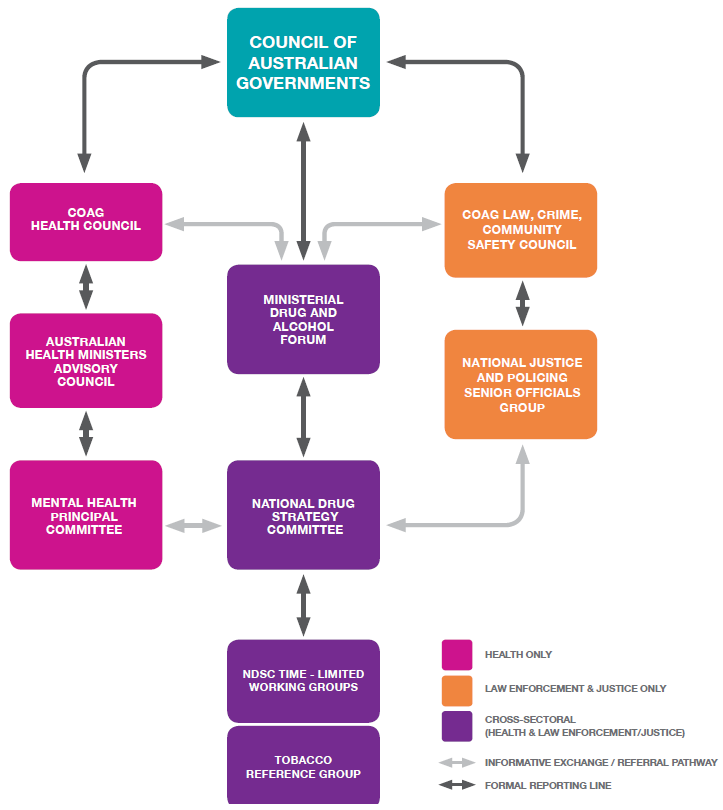 COUNCIL OF
AUSTRALIAN
GOVERNMENTS
COAG
HEALTH COUNCIL
COAG LAW, CRIME,
COMMUNITY
SAFETY COUNCIL
MINISTERIAL
DRUG AND
ALCOHOL
FORUM
AUSTRALIAN
HEALTH MINISTERS
ADVISORY
COUNCIL
NATIONAL JUSTICE
AND POLICING
SENIOR OFFICIALS
GROUP
MENTAL HEALTH
PRINCIPAL
COMMITTEE
NATIONAL DRUG
STRATEGY
COMMITTEE
NDSC TIME - LIMITED
WORKING GROUPS
TOBACCO
REFERENCE GROUP
HEALTH ONLY
LAW ENFORCEMENT & JUSTICE ONLY
CROSS-SECTORAL
(HEALTH & LAW ENFORCEMENT/JUSTICE)
INFORMATIVE EXCHANGE / REFERRAL PATHWAY
FORMAL REPORTING LINE